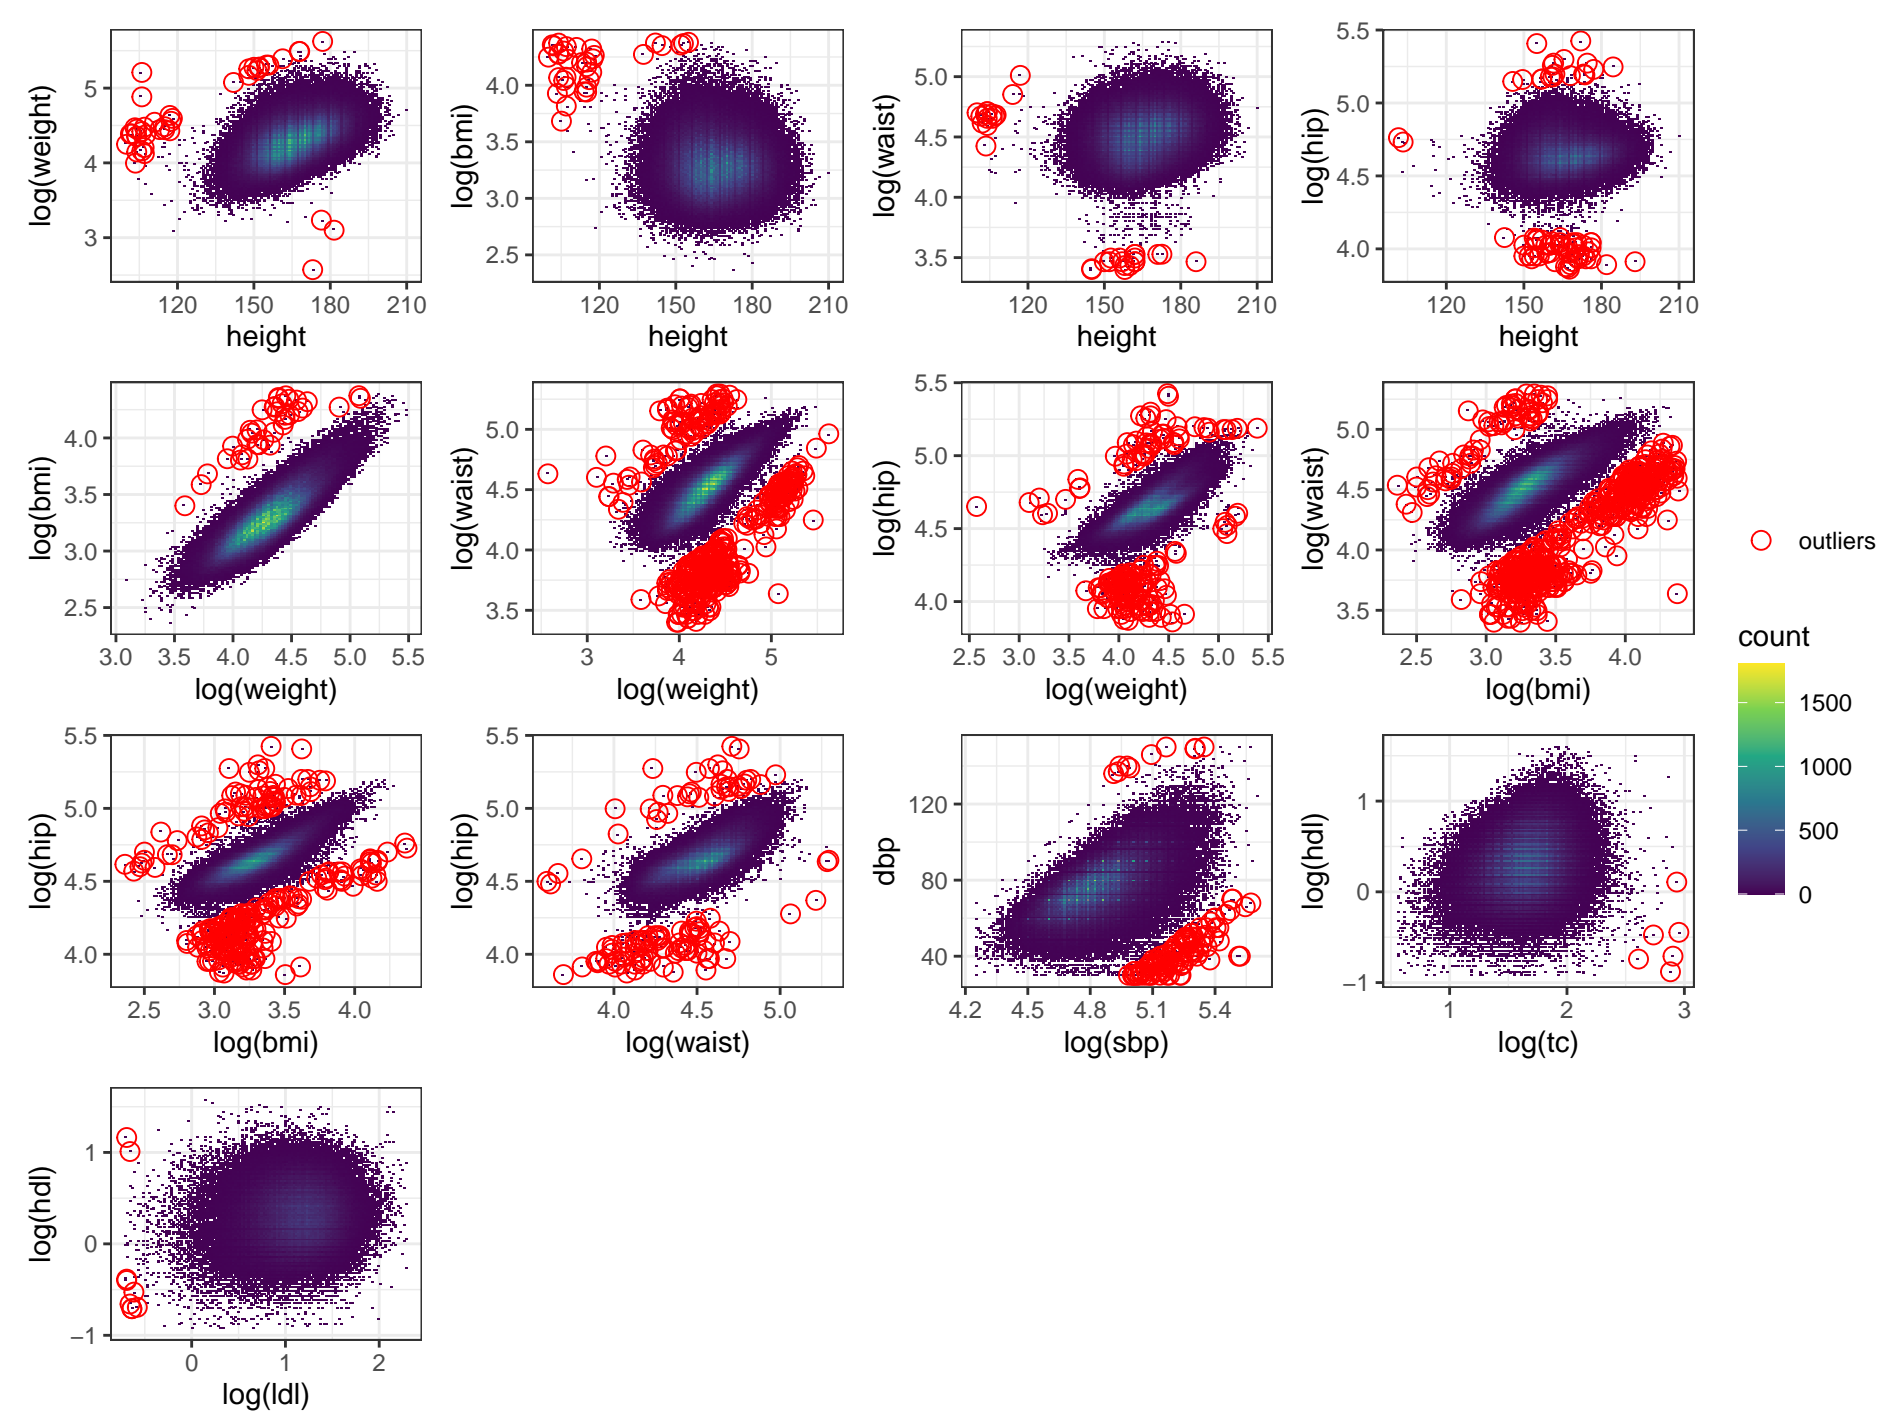 log(weight)
5
4
3
120 150 180 210
height
log(bmi)
4.0
3.5
3.0
2.5
120 150 180 210
height
log(waist)
5.0
4.5
4.0
3.5
120 150 180 210
height
log(hip)
5.5
5.0
4.5
4.0
120 150 180 210
height
log(bmi)
4.0
3.5
3.0
2.5
3.0 3.5 4.0 4.5 5.0 5.5
log(weight)
log(waist)
5.0
4.5
4.0
3.5
3 4 5
log(weight)
log(hip)
5.5
5.0
4.5
4.0
2.5 3.0 3.5 4.0 4.5 5.0 5.5
log(weight)
log(waist)
5.0
4.5
4.0
3.5
2.5 3.0 3.5 4.0
log(bmi)
outliers
count
1500
1000
500
0
log(hip)
5.5
5.0
4.5
4.0
2.5 3.0 3.5 4.0
log(bmi)
log(hip)
5.5
5.0
4.5
4.0
4.0 4.5 5.0
log(waist)
dbp
120
80
40
4.2 4.5 4.8 5.1 5.4
log(sbp)
log(hdl)
1
0
−1
1 2 3
log(tc)
log(hdl)
1
0
−1
0 1 2
log(ldl)